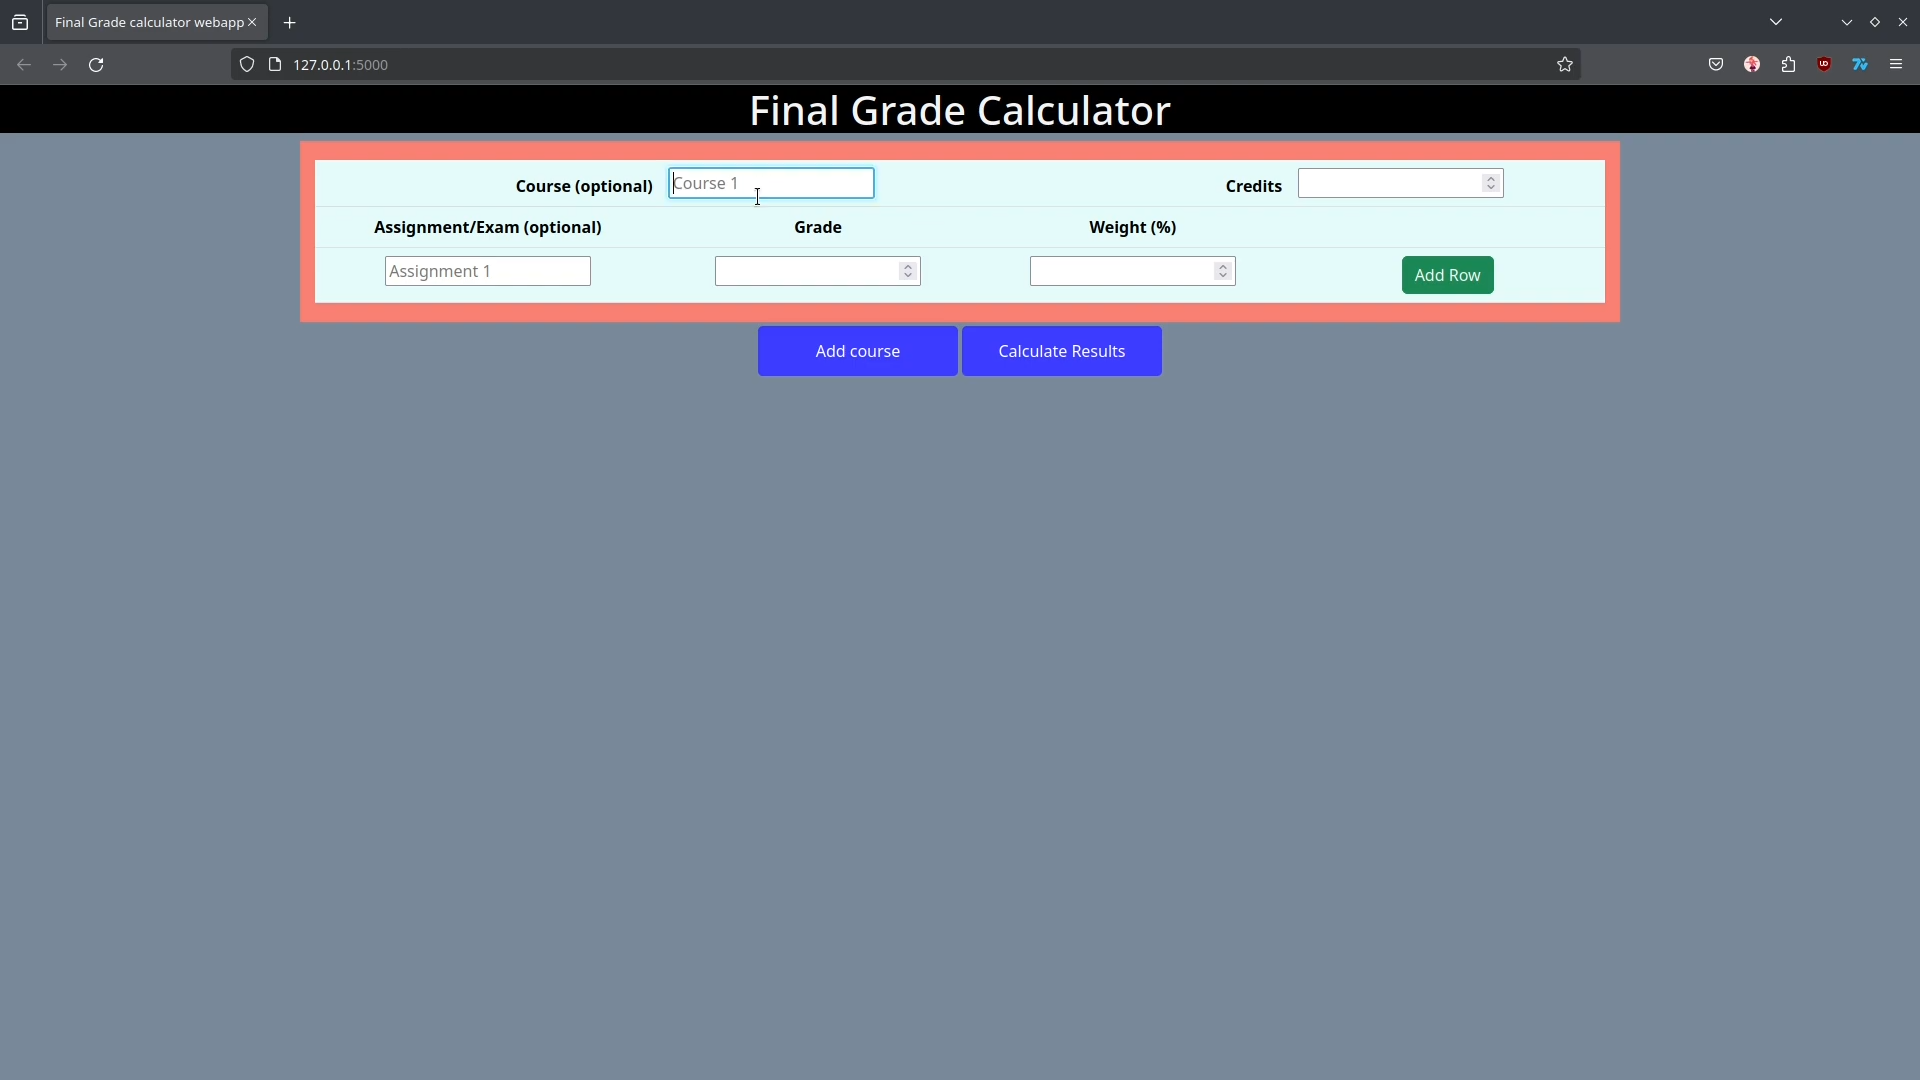 Final Grade calculator webapp
127.0.0.1:5000
Final Grade Calculator
Course (optional) Course 1 Credits
Assignment/Exam (optional) Grade Weight (%)
Assignment 1 Add Row
Add course Calculate Results